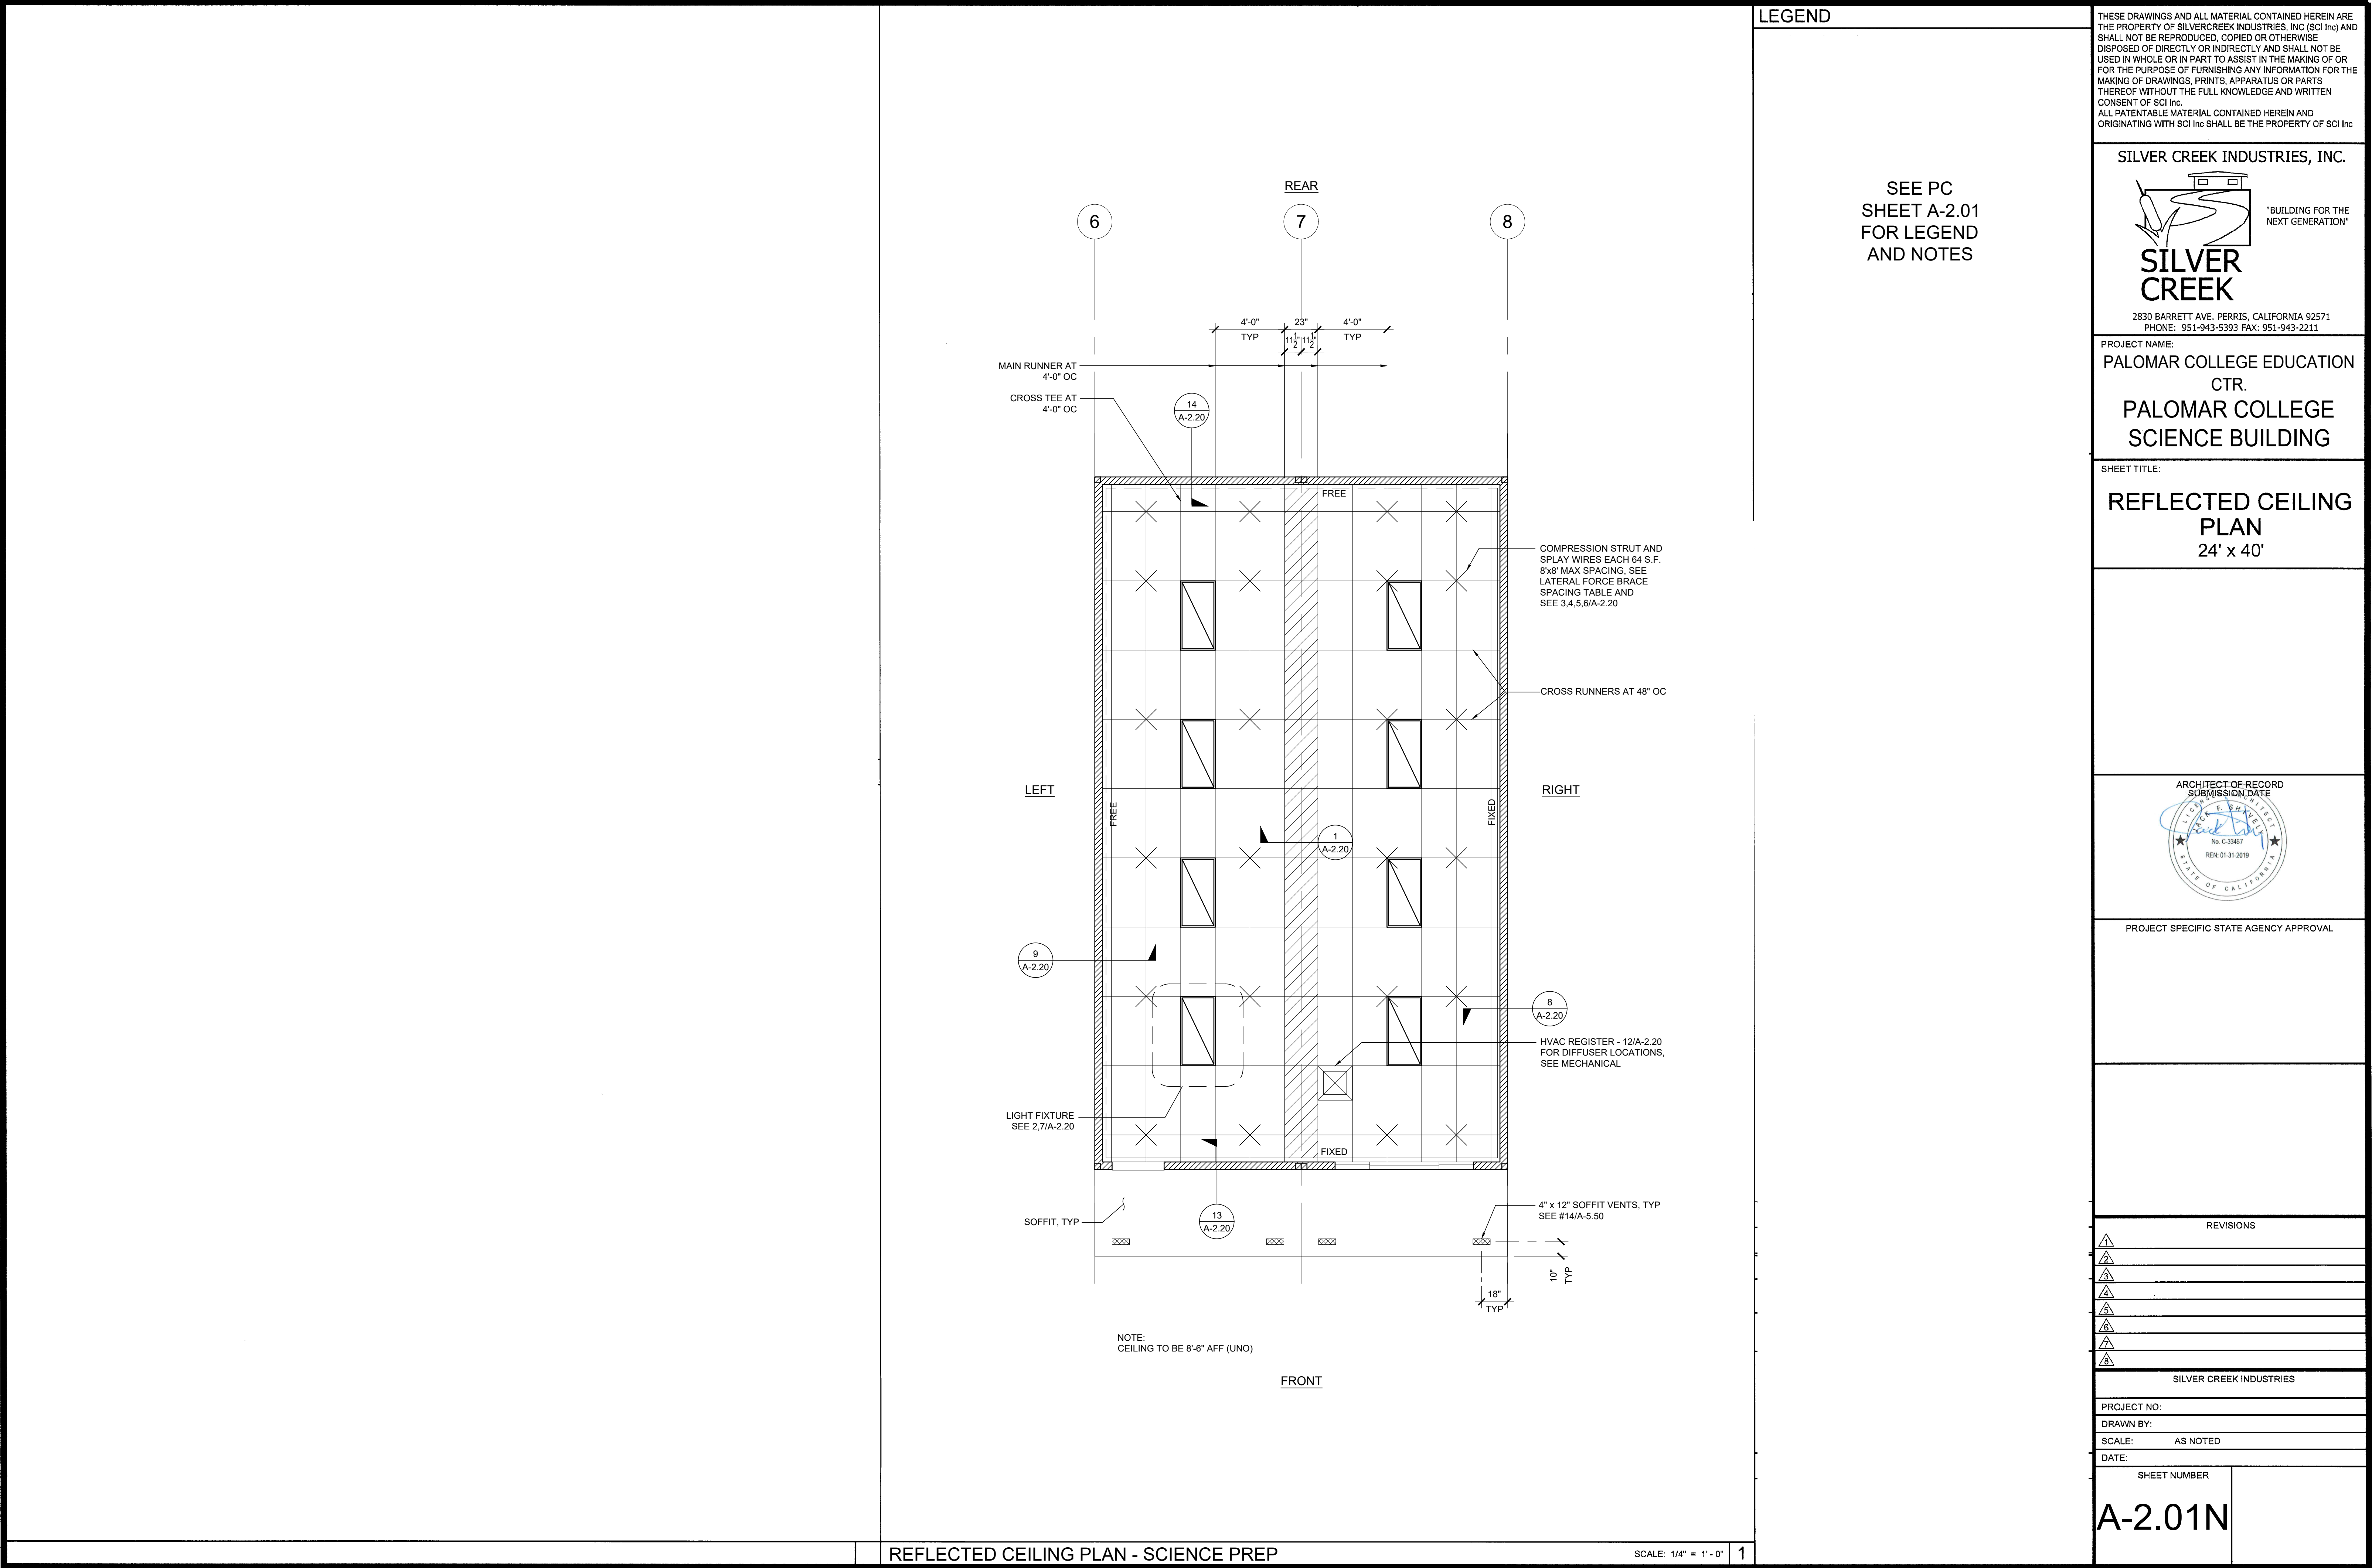 LEGEND
SEE PC
SHEET A-2.01
FOR LEGEND
AND NOTES
REAR
6
7
8
4'-0"
TYP
23"
11 1/2"
11 1/2"
4'-0"
TYP
MAIN RUNNER AT
4'-0" OC
CROSS TEE AT
4'-0" OC
14
A-2.20
FREE
COMPRESSION STRUT AND
SPLAY WIRES EACH 64 S.F.
8'x8' MAX SPACING, SEE
LATERAL FORCE BRACE
SPACING TABLE AND
SEE 3,4,5,6/A-2.20
CROSS RUNNERS AT 48" OC
LEFT
FREE
FIXED
RIGHT
1
A-2.20
9
A-2.20
8
A-2.20
HVAC REGISTER - 12/A-2.20
FOR DIFFUSER LOCATIONS,
SEE MECHANICAL
LIGHT FIXTURE
SEE 2,7/A-2.20
FIXED
SOFFIT, TYP
13
A-2.20
4" x 12" SOFFIT VENTS, TYP
SEE #14/A-5.50
10"
TYP
18"
TYP
NOTE:
CEILING TO BE 8'-6" AFF (UNO)
FRONT
REFLECTED CEILING PLAN - SCIENCE PREP
SCALE: 1/4" = 1' - 0"
1
THESE DRAWINGS AND ALL MATERIAL CONTAINED HEREIN ARE
THE PROPERTY OF SILVERCREEK INDUSTRIES, INC (SCI Inc) AND
SHALL NOT BE REPRODUCED, COPIED OR OTHERWISE
DISPOSED OF DIRECTLY OR INDIRECTLY AND SHALL NOT BE
USED IN WHOLE OR IN PART TO ASSIST IN THE MAKING OF OR
FOR THE PURPOSE OF FURNISHING ANY INFORMATION FOR THE
MAKING OF DRAWINGS, PRINTS, APPARATUS OR PARTS
THEREOF WITHOUT THE FULL KNOWLEDGE AND WRITTEN
CONSENT OF SCI Inc.
ALL PATENTABLE MATERIAL CONTAINED HEREIN AND
ORIGINATING WITH SCI Inc SHALL BE THE PROPERTY OF SCI Inc
SILVER CREEK INDUSTRIES, INC.
"BUILDING FOR THE
NEXT GENERATION"
SILVER
CREEK
2830 BARRETT AVE. PERRIS, CALIFORNIA 92571
PHONE: 951-943-5393 FAX: 951-943-2211
PROJECT NAME:
PALOMAR COLLEGE EDUCATION
CTR.
PALOMAR COLLEGE
SCIENCE BUILDING
SHEET TITLE:
REFLECTED CEILING
PLAN
24' x 40'
ARCHITECT OF RECORD
SUBMISSION DATE
LICENSED ARCHITECT
JACK F. SHIVELY
No. C-33467
REN: 01-31-2019
STATE OF CALIFORNIA
PROJECT SPECIFIC STATE AGENCY APPROVAL
REVISIONS
1
2
3
4
5
6
7
8
SILVER CREEK INDUSTRIES
PROJECT NO:
DRAWN BY:
SCALE: AS NOTED
DATE:
SHEET NUMBER
A-2.01N